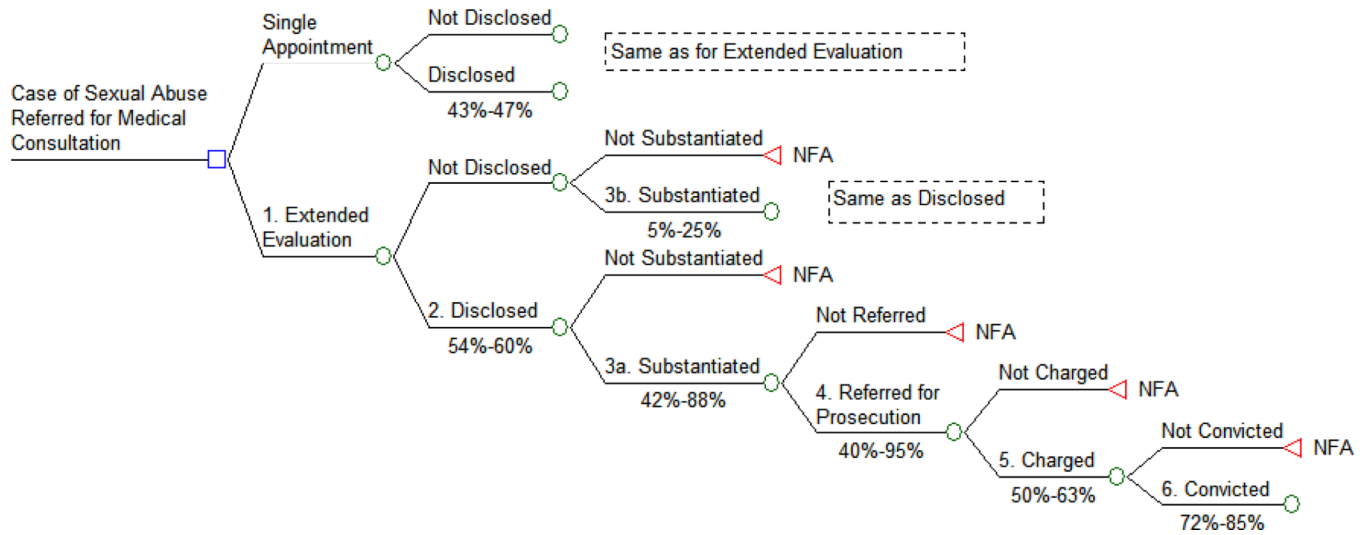 Single
Appointment
Not Disclosed
Disclosed
43%-47%
Same as for Extended Evaluation
Case of Sexual Abuse
Referred for Medical
Consultation
1. Extended
Evaluation
Not Disclosed
Not Substantiated
NFA
3b. Substantiated
5%-25%
Same as Disclosed
2. Disclosed
54%-60%
Not Substantiated
NFA
3a. Substantiated
42%-88%
Not Referred
NFA
4. Referred for
Prosecution
40%-95%
Not Charged
NFA
5. Charged
50%-63%
Not Convicted
NFA
6. Convicted
72%-85%